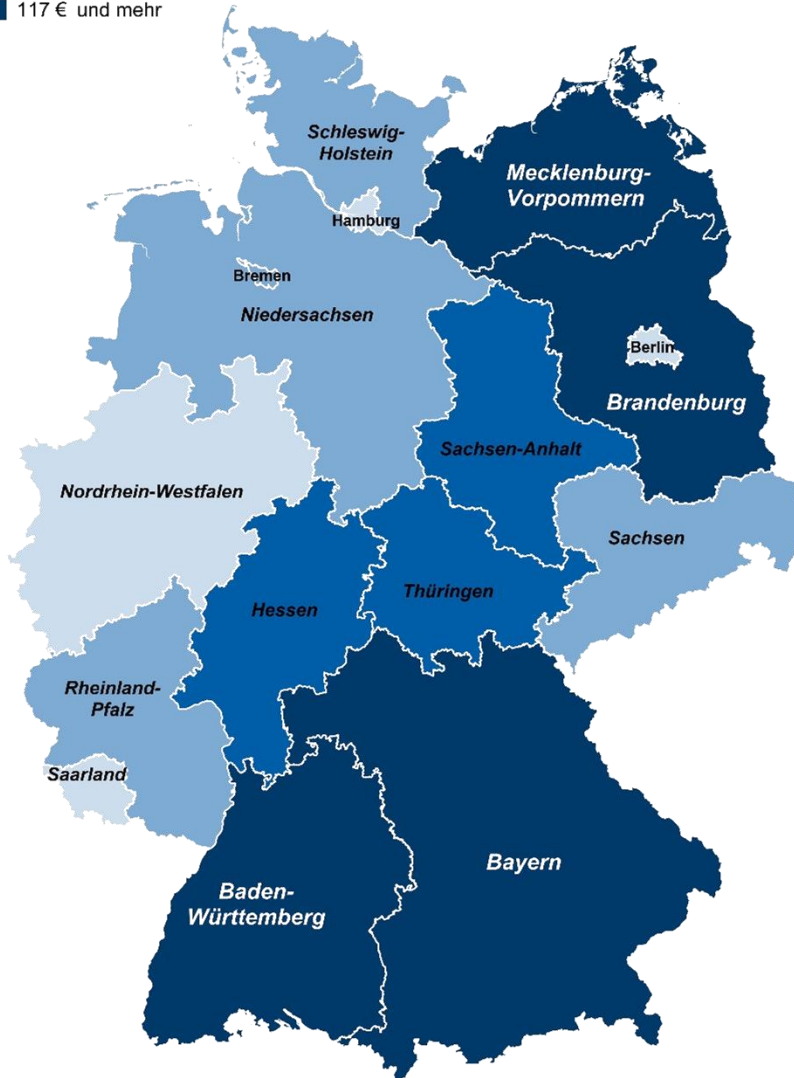 117 € und mehr
Schleswig-
Holstein
Mecklenburg-
Vorpommern
Hamburg
Bremen
Niedersachsen
Berlin
Brandenburg
Sachsen-Anhalt
Nordrhein-Westfalen
Sachsen
Thüringen
Hessen
Rheinland-
Pfalz
Saarland
Bayern
Baden-
Württemberg